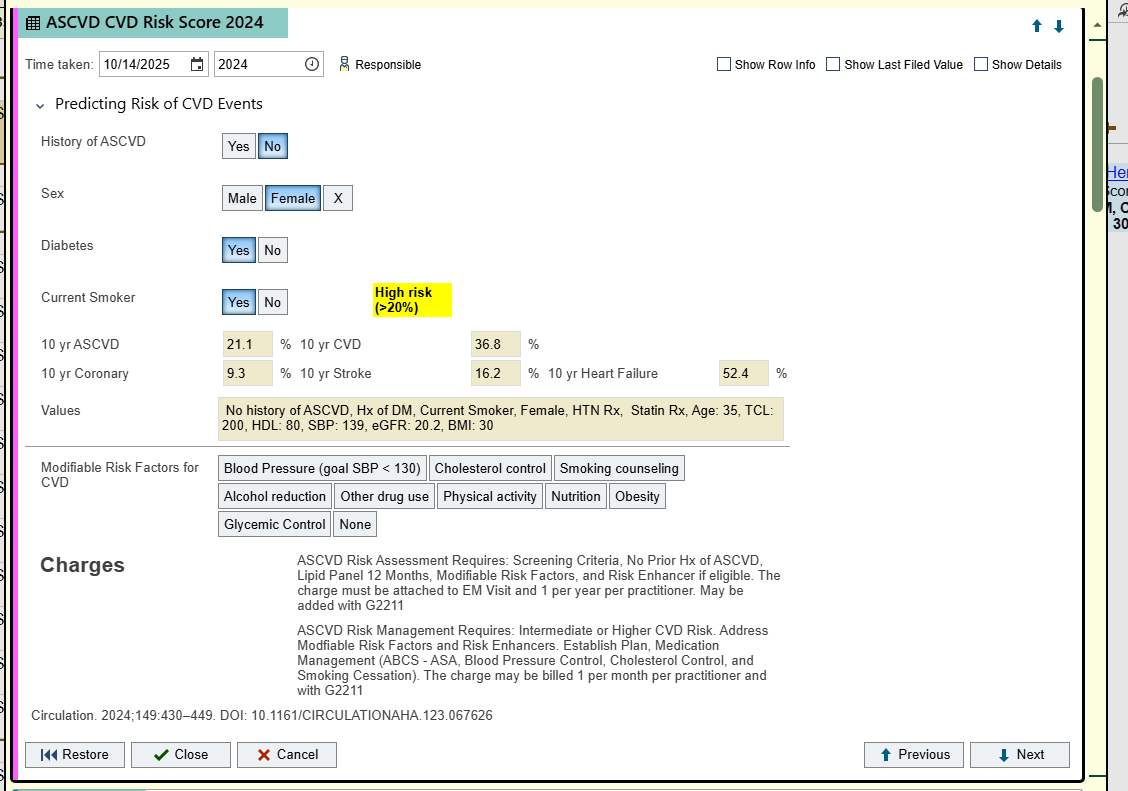 ASCVD CVD Risk Score 2024
Time taken: 10/14/2025 2024 Responsible Show Row Info Show Last Filed Value Show Details
Predicting Risk of CVD Events
History of ASCVD Yes No
Sex Male Female X
Diabetes Yes No
Current Smoker Yes No
High risk
(>20%)
10 yr ASCVD 21.1 % 10 yr CVD 36.8 %
10 yr Coronary 9.3 % 10 yr Stroke 16.2 % 10 yr Heart Failure 52.4 %
Values
No history of ASCVD, Hx of DM, Current Smoker, Female, HTN Rx, Statin Rx, Age: 35, TCL:
200, HDL: 80, SBP: 139, eGFR: 20.2, BMI: 30
Modifiable Risk Factors for
CVD
Blood Pressure (goal SBP < 130) Cholesterol control Smoking counseling
Alcohol reduction Other drug use Physical activity Nutrition Obesity
Glycemic Control None
Charges
ASCVD Risk Assessment Requires: Screening Criteria, No Prior Hx of ASCVD,
Lipid Panel 12 Months, Modifiable Risk Factors, and Risk Enhancer if eligible. The
charge must be attached to EM Visit and 1 per year per practitioner. May be
added with G2211
ASCVD Risk Management Requires: Intermediate or Higher CVD Risk. Address
Modfiable Risk Factors and Risk Enhancers. Establish Plan, Medication
Management (ABCS - ASA, Blood Pressure Control, Cholesterol Control, and
Smoking Cessation). The charge may be billed 1 per month per practitioner and
with G2211
Circulation. 2024;149:430–449. DOI: 10.1161/CIRCULATIONAHA.123.067626
Restore Close Cancel Previous Next
30